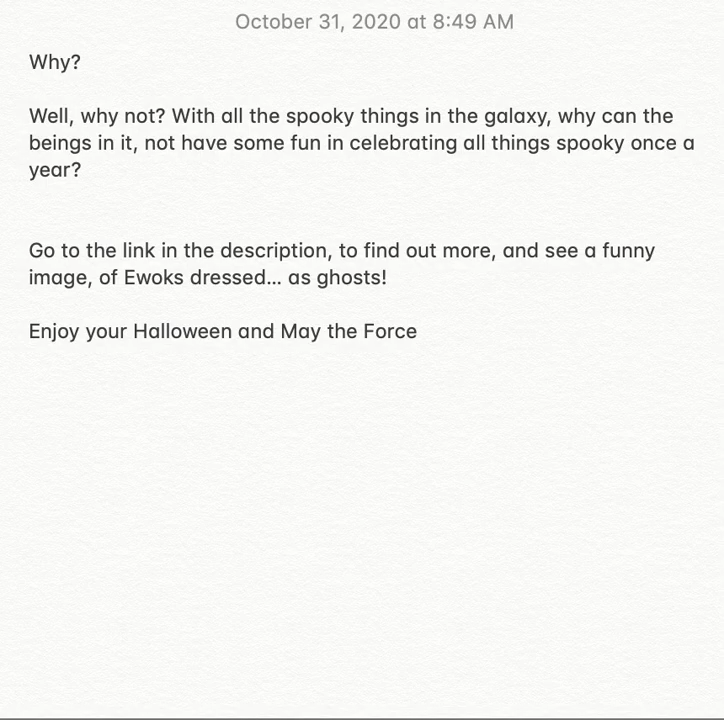 October 31, 2020 at 8:49 AM
Why?
Well, why not? With all the spooky things in the galaxy, why can the
beings in it, not have some fun in celebrating all things spooky once a
year?
Go to the link in the description, to find out more, and see a funny
image, of Ewoks dressed... as ghosts!
Enjoy your Halloween and May the Force